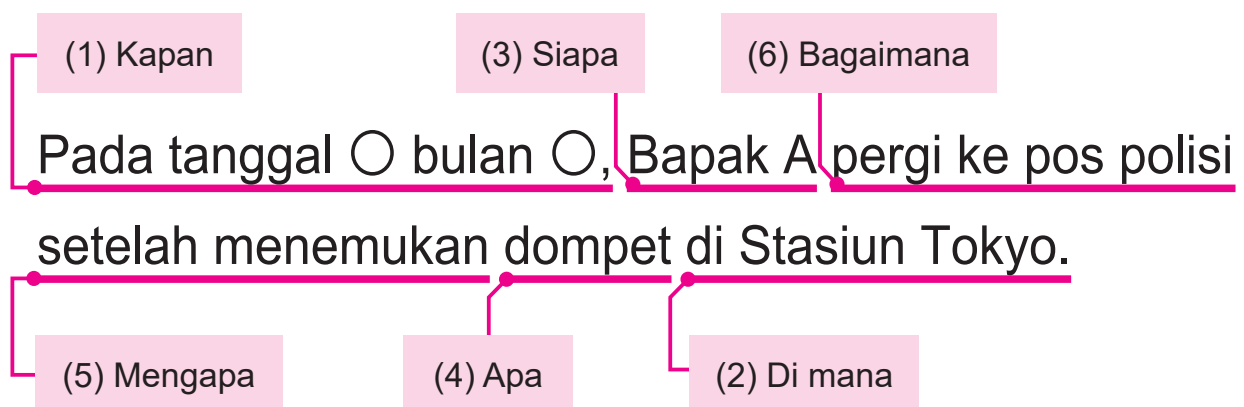 (1) Kapan
(3) Siapa
(6) Bagaimana
Pada tanggal ○ bulan ○, Bapak A pergi ke pos polisi
setelah menemukan dompet di Stasiun Tokyo.
(5) Mengapa
(4) Apa
(2) Di mana